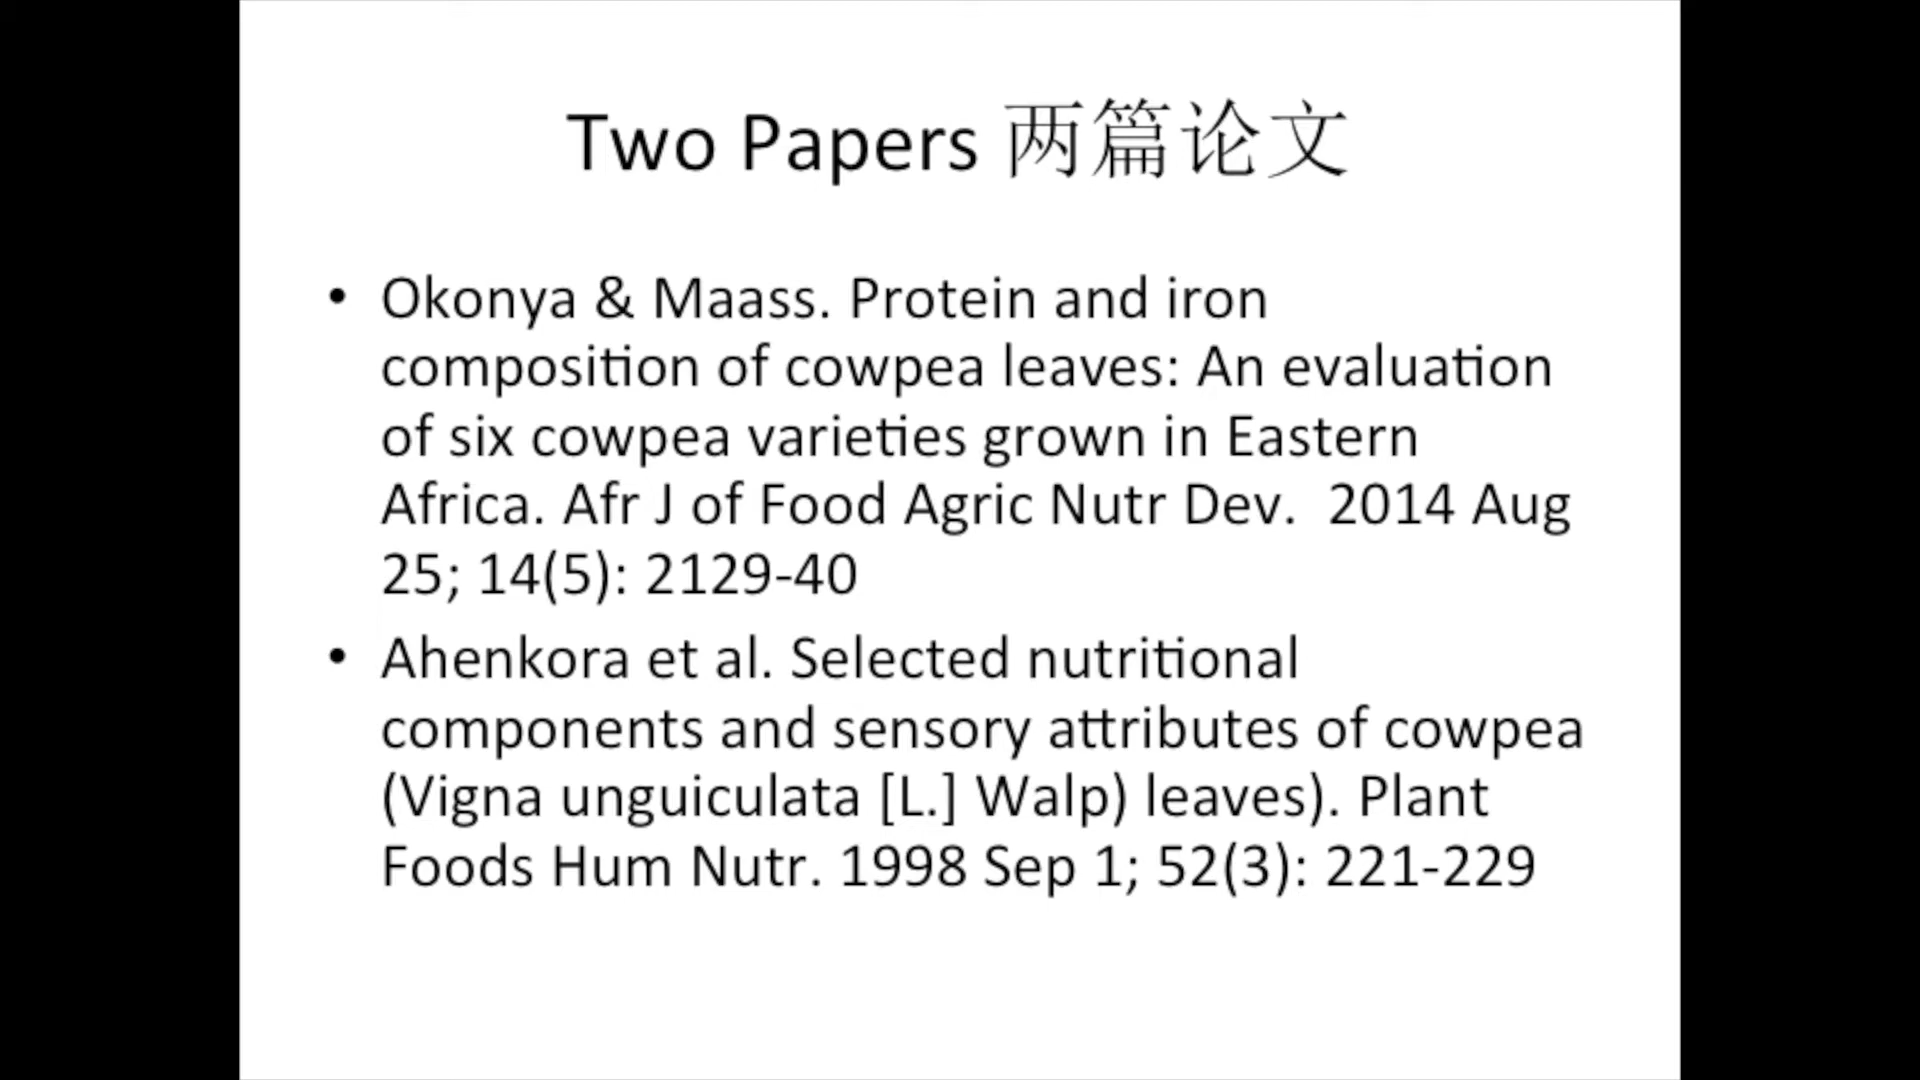 Two Papers 两篇论文
• Okonya & Maass. Protein and iron
composition of cowpea leaves: An evaluation
of six cowpea varieties grown in Eastern
Africa. Afr J of Food Agric Nutr Dev.  2014 Aug
25; 14(5): 2129-40
• Ahenkora et al. Selected nutritional
components and sensory attributes of cowpea
(Vigna unguiculata [L.] Walp) leaves). Plant
Foods Hum Nutr. 1998 Sep 1; 52(3): 221-229